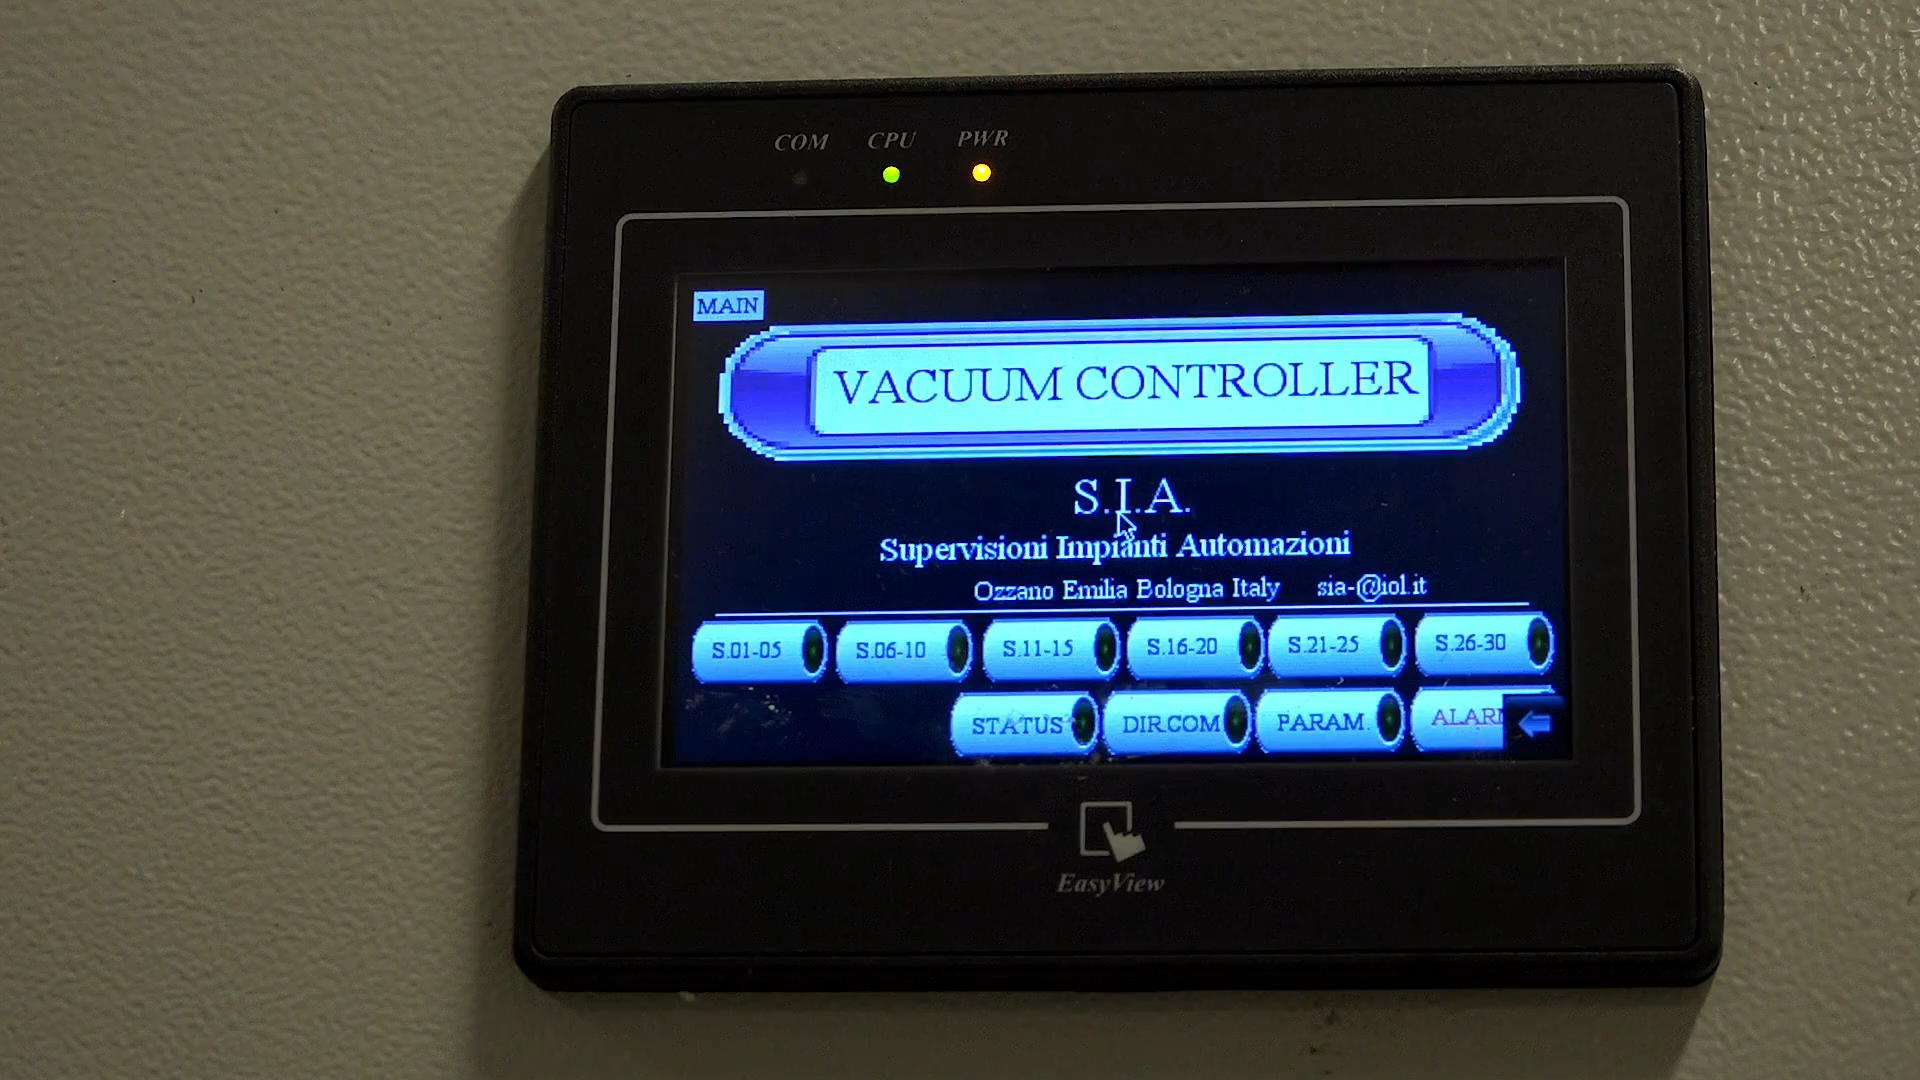 COM CPU PWR
MAIN
VACUUM CONTROLLER
S.I.A.
Supervisioni Impianti Automazioni
Ozzano Emilia Bologna Italy sia-@iol.it
S.01-05 S.06-10 S.11-15 S.16-20 S.21-25 S.26-30
STATUS DIR.COM PARAM.
EasyView